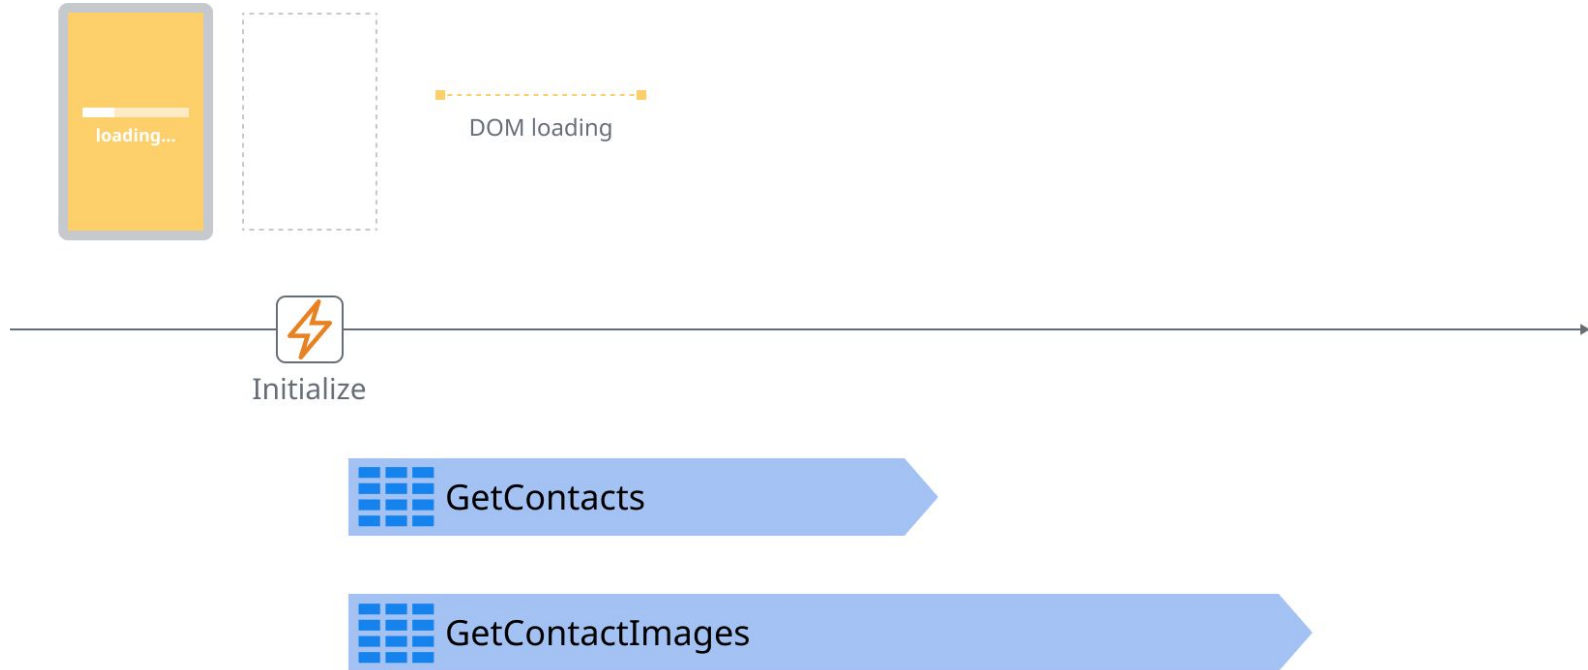 loading...
DOM loading
Initialize
GetContacts
GetContactImages